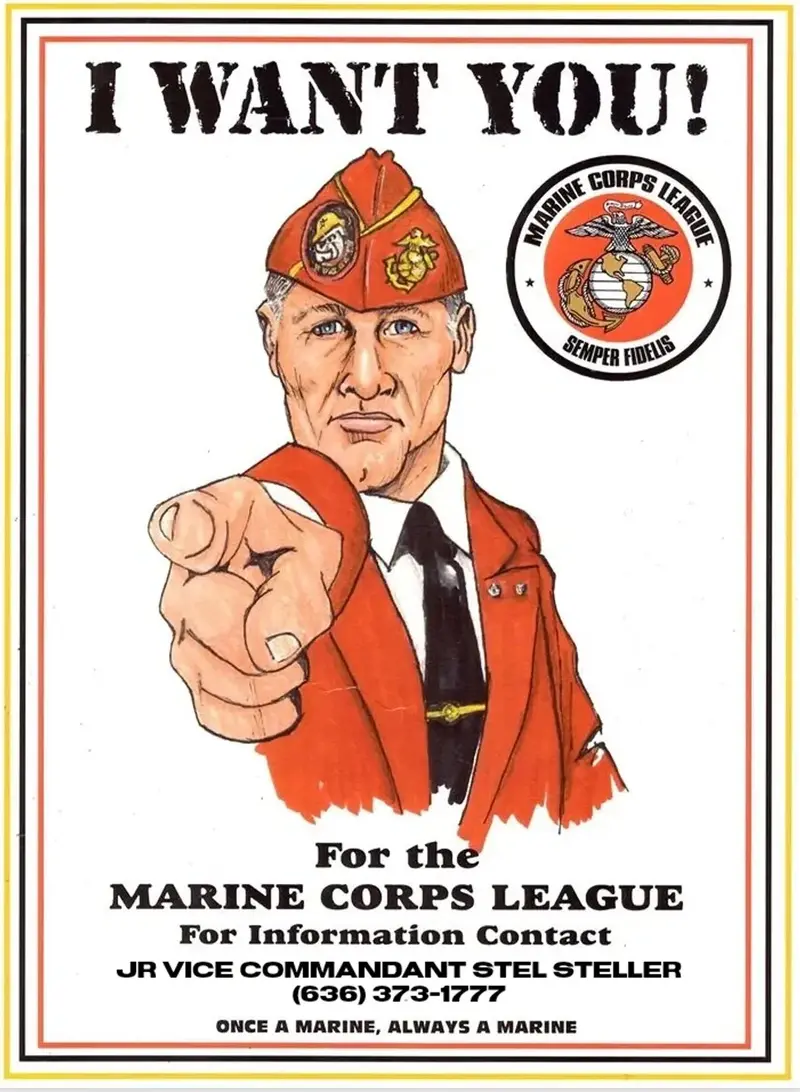 I WANT YOU!
MARINE CORPS LEAGUE
SEMPER FIDELIS
For the
MARINE CORPS LEAGUE
For Information Contact
JR VICE COMMANDANT STEL STELLER
(636) 373-1777
ONCE A MARINE, ALWAYS A MARINE